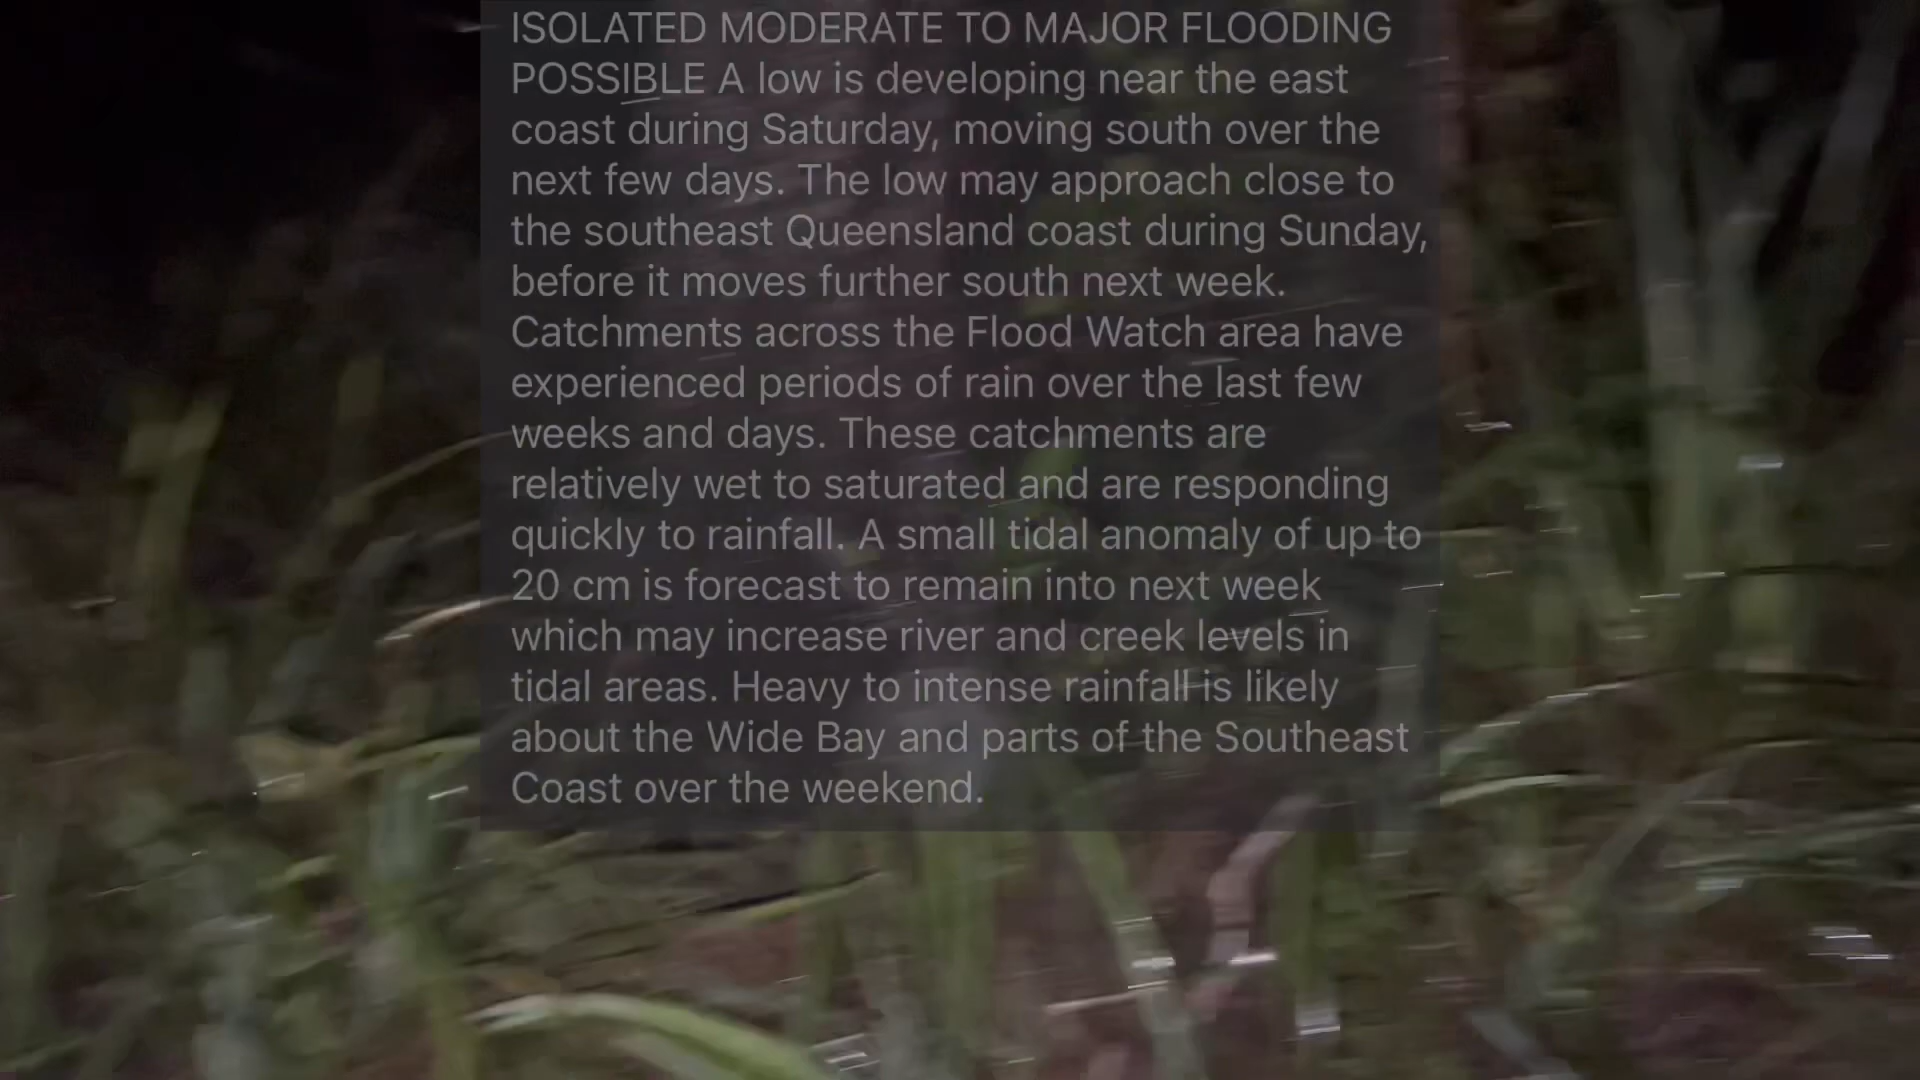 ISOLATED MODERATE TO MAJOR FLOODING
POSSIBLE A low is developing near the east
coast during Saturday, moving south over the
next few days. The low may approach close to
the southeast Queensland coast during Sunday,
before it moves further south next week.
Catchments across the Flood Watch area have
experienced periods of rain over the last few
weeks and days. These catchments are
relatively wet to saturated and are responding
quickly to rainfall. A small tidal anomaly of up to
20 cm is forecast to remain into next week
which may increase river and creek levels in
tidal areas. Heavy to intense rainfall is likely
about the Wide Bay and parts of the Southeast
Coast over the weekend.